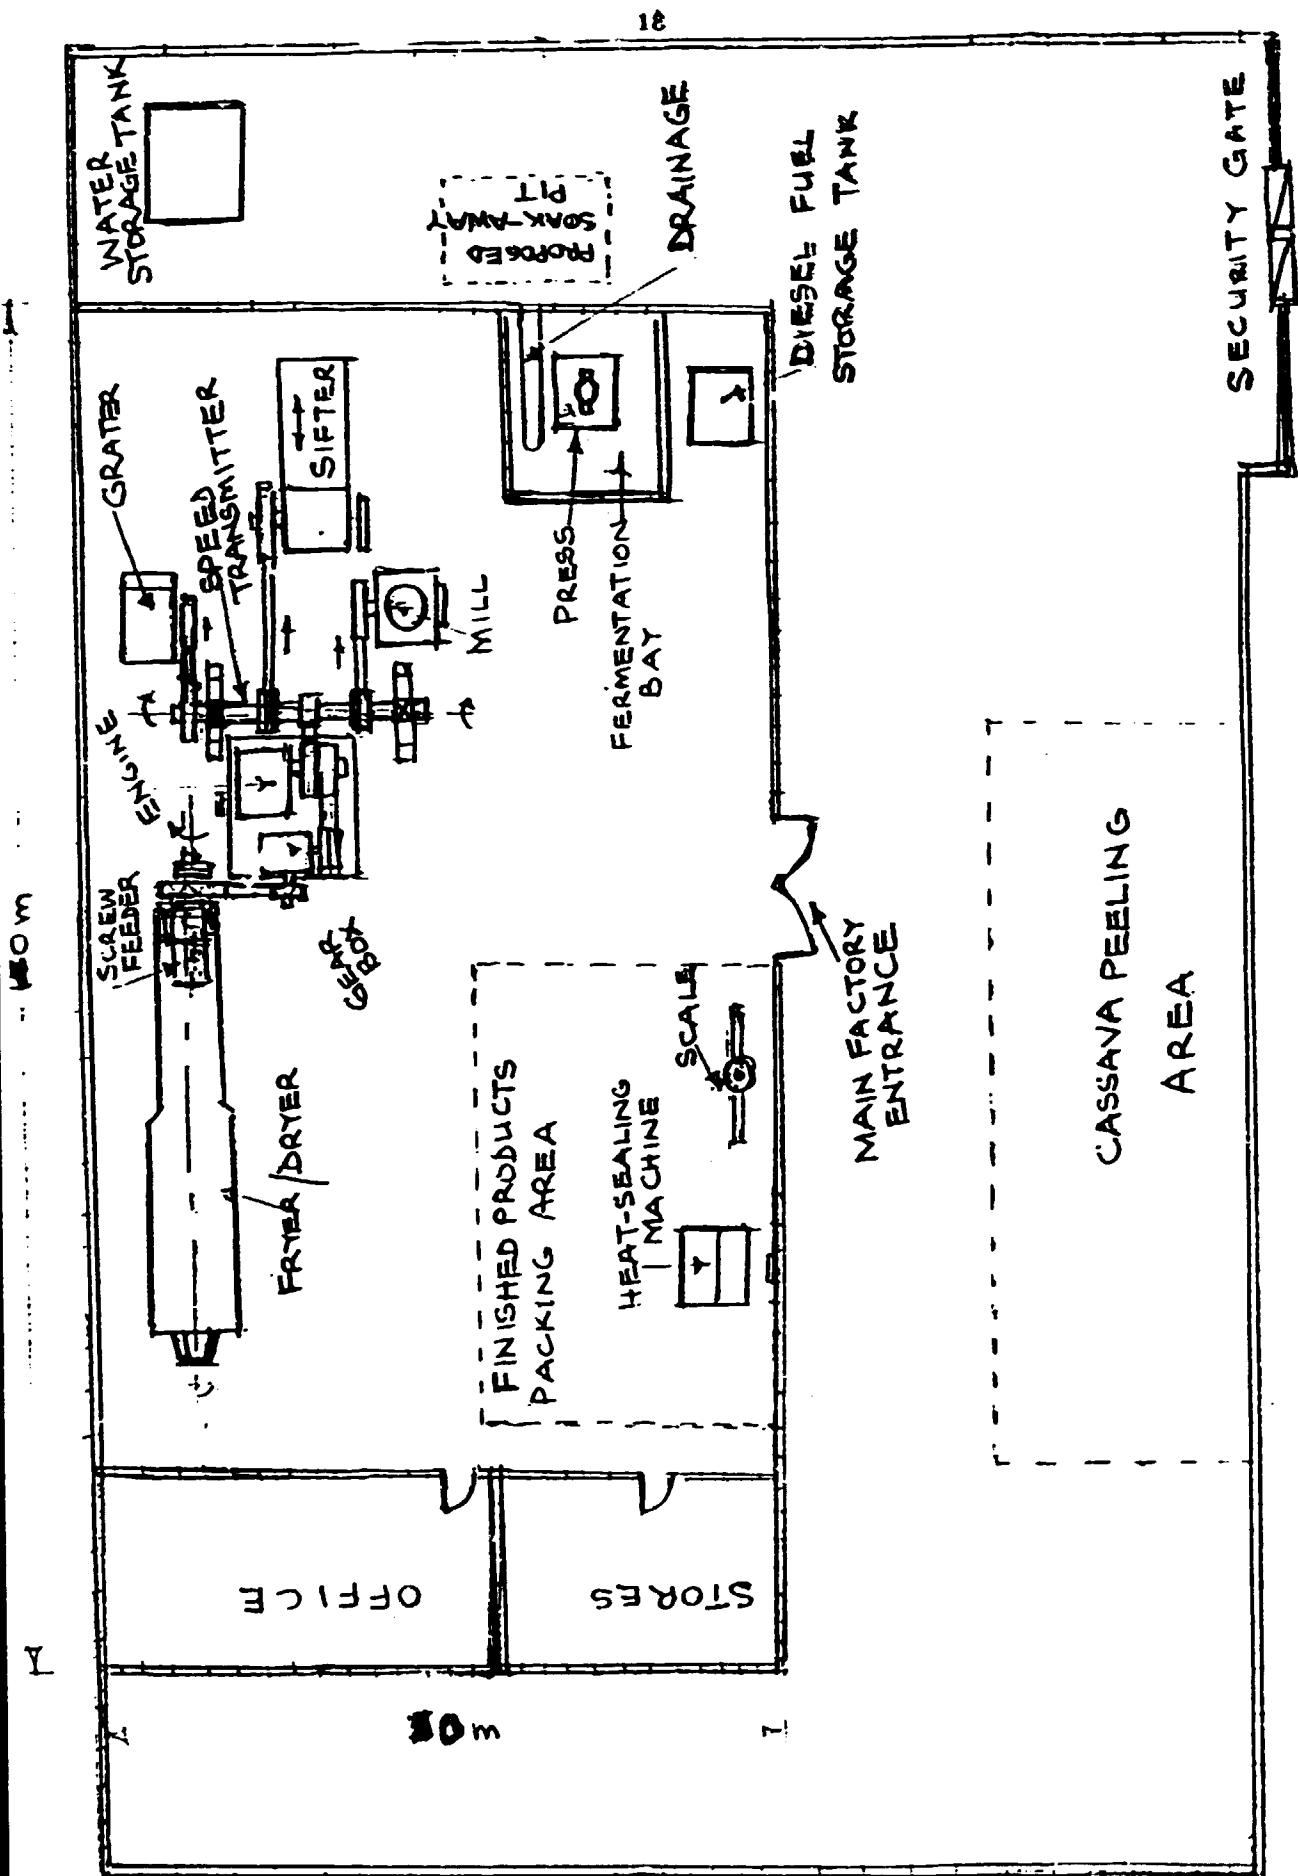 31
WATER
STORAGE TANK
PROPOSED
SOAK-AWAY
PIT
DRAINAGE
DIESEL FUEL
STORAGE TANK
SECURITY GATE
GRATER
SPEED
TRANSMITTER
SIFTER
ENGINE
MILL
PRESS
FERMENTATION
BAY
SCREW
FEEDER
GEAR
BOX
FRYER/DRYER
FINISHED PRODUCTS
PACKING AREA
SCALE
HEAT-SEALING
MACHINE
MAIN FACTORY
ENTRANCE
CASSAVA PEELING
AREA
OFFICE
STORES